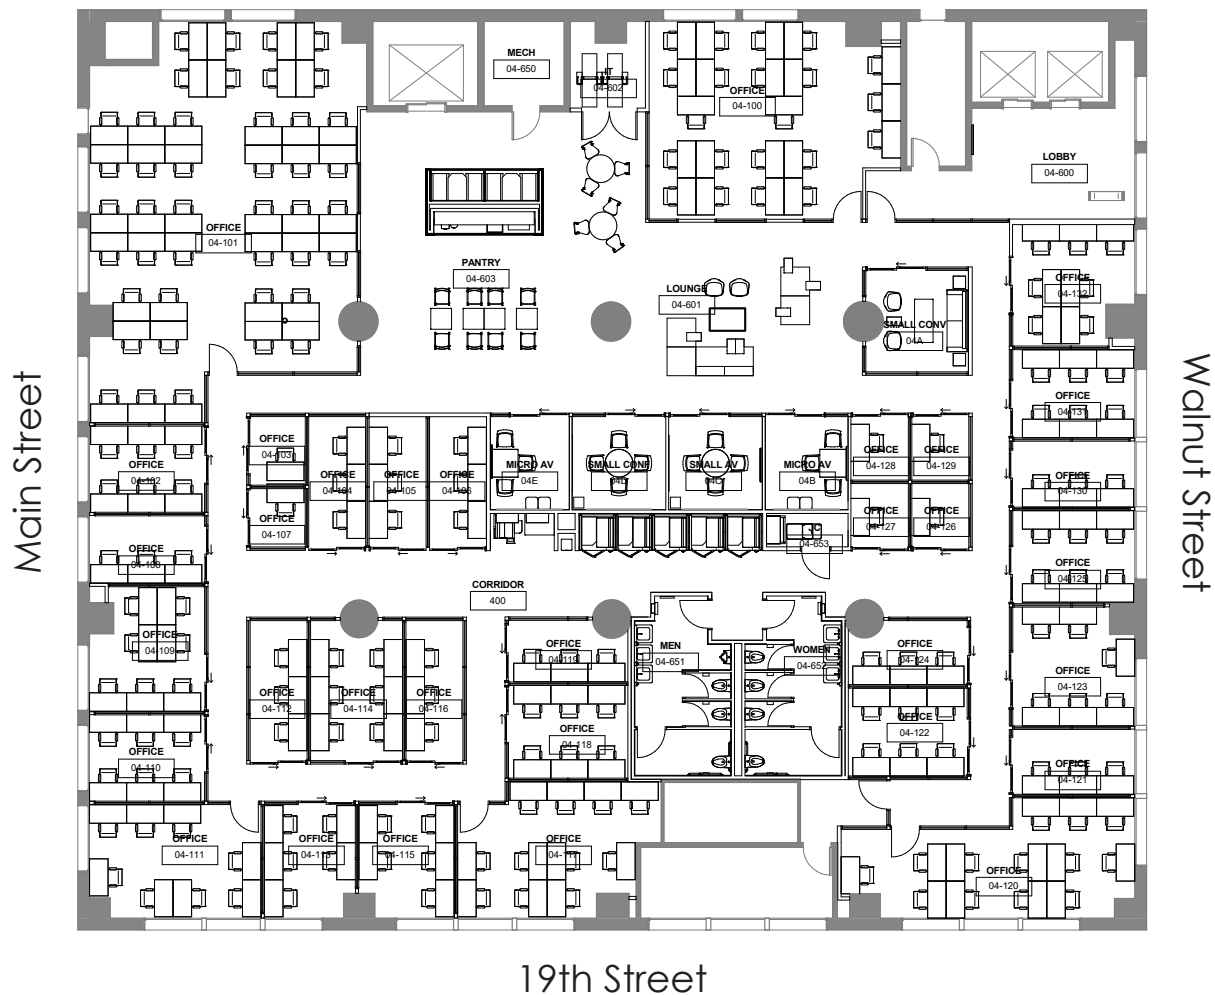 MECH
04-650
IT
04-602
OFFICE
04-100
LOBBY
04-600
OFFICE
04-101
PANTRY
04-603
LOUNGE
04-601
SMALL CONV
04A
OFFICE
04-132
OFFICE
04-131
OFFICE
04-102
OFFICE
04-103
OFFICE
04-104
OFFICE
04-105
OFFICE
04-106
MICRO AV
04E
SMALL CONF
04D
SMALL AV
04C
MICRO AV
04B
OFFICE
04-128
OFFICE
04-129
OFFICE
04-130
OFFICE
04-107
OFFICE
04-127
OFFICE
04-126
JC
04-653
OFFICE
04-108
OFFICE
04-125
CORRIDOR
400
OFFICE
04-109
OFFICE
04-119
MEN
04-651
WOMEN
04-652
OFFICE
04-124
OFFICE
04-123
OFFICE
04-112
OFFICE
04-114
OFFICE
04-116
OFFICE
04-118
OFFICE
04-122
OFFICE
04-110
OFFICE
04-121
OFFICE
04-111
OFFICE
04-113
OFFICE
04-115
OFFICE
04-117
OFFICE
04-120
Main Street
Walnut Street
19th Street